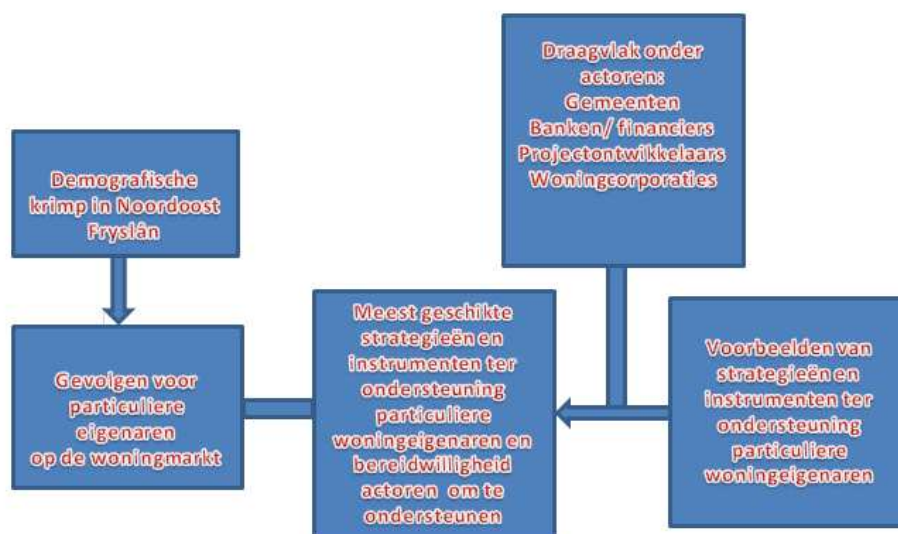 Demografische
krimp in Noordoost
Fryslân
Gevolgen voor
particuliere
eigenaren
op de woningmarkt
Meest geschikte
strategieën en
instrumenten ter
ondersteuning
particuliere
woningeigenaren en
bereidwilligheid
actoren om te
ondersteunen
Draagvlak onder
actoren:
Gemeenten
Banken/ financiers
Projectontwikkelaars
Woningcorporaties
Voorbeelden van
strategieën en
instrumenten ter
ondersteuning
particuliere
woningeigenaren